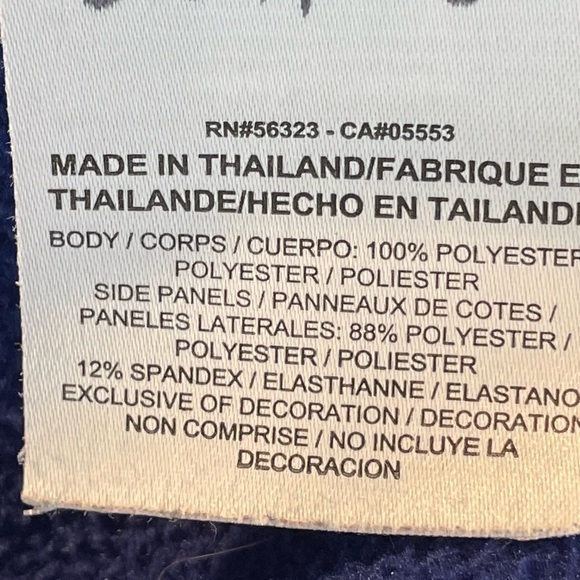 RN#56323 - CA#05553
MADE IN THAILAND/FABRIQUE E
THAILANDE/HECHO EN TAILAND
BODY / CORPS / CUERPO: 100% POLYESTER
POLYESTER / POLIESTER
SIDE PANELS / PANNEAUX DE COTES /
PANELES LATERALES: 88% POLYESTER /
POLYESTER / POLIESTER
12% SPANDEX / ELASTHANNE / ELASTANO
EXCLUSIVE OF DECORATION / DECORATION
NON COMPRISE / NO INCLUYE LA
DECORACION